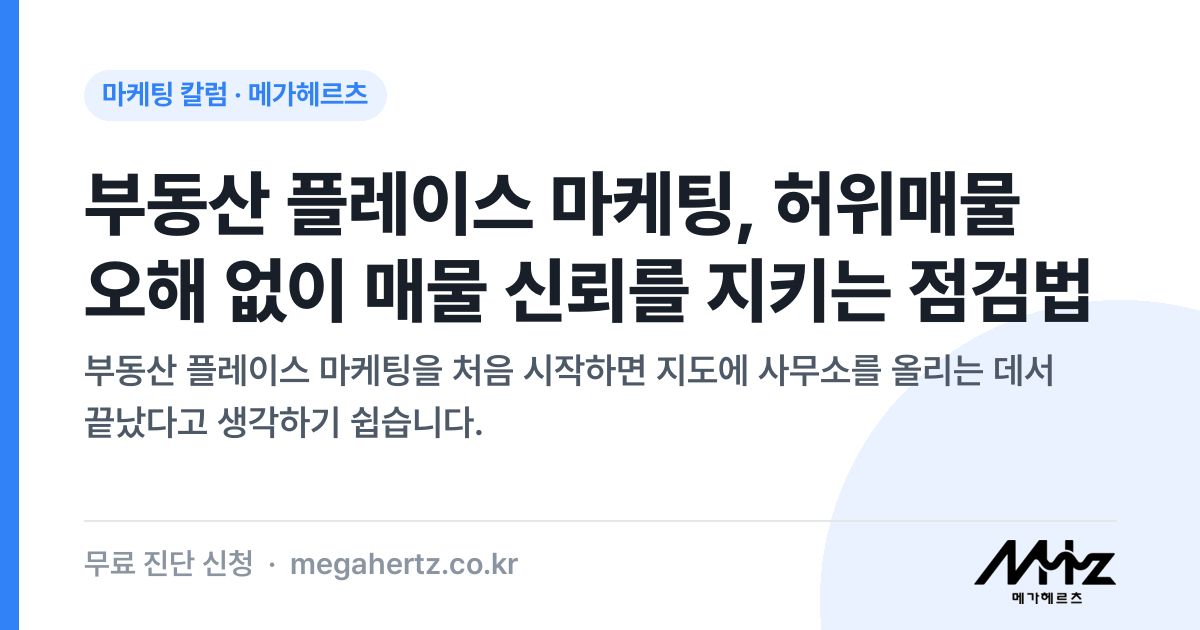 마케팅 칼럼 · 메가헤르츠
부동산 플레이스 마케팅, 허위매물
오해 없이 매물 신뢰를 지키는 점검법
부동산 플레이스 마케팅을 처음 시작하면 지도에 사무소를 올리는 데서
끝났다고 생각하기 쉽습니다.
무료 진단 신청 · megahertz.co.kr
MHz
메가헤르츠